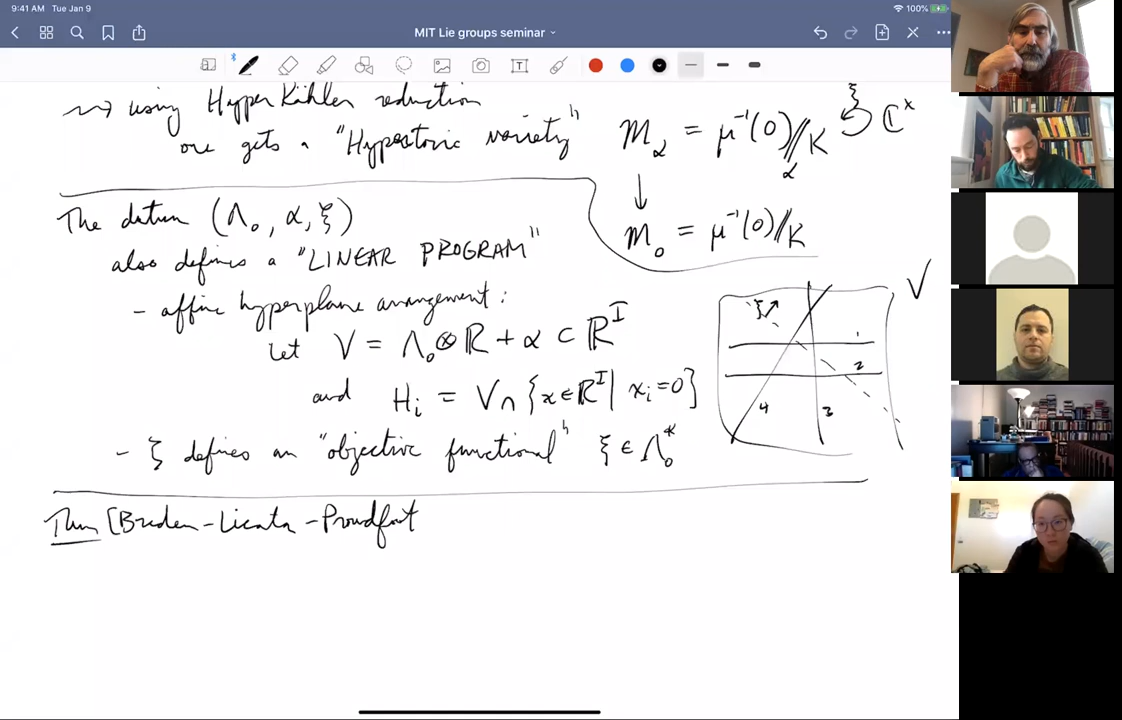 9:41 AM Tue Jan 9
100%
MIT Lie groups seminar
~~> using HyperKähler reduction
one gets a "Hypertoric variety"
M_α = μ⁻¹(0)//_α K
ξ
ℂ^×
↓
M_0 = μ⁻¹(0)//K
The datum (Λ_0, α, ξ)
also defines a "LINEAR PROGRAM"
- affine hyperplane arrangement:
Let V = Λ_0 ⊗ ℝ + α ⊂ ℝ^I
and H_i = V ∩ {x ∈ ℝ^I | x_i = 0}
- ξ defines an "objective functional" ξ ∈ Λ_0^*
V
ξ
1
2
4
3
Thm [Braden-Licata-Proudfoot